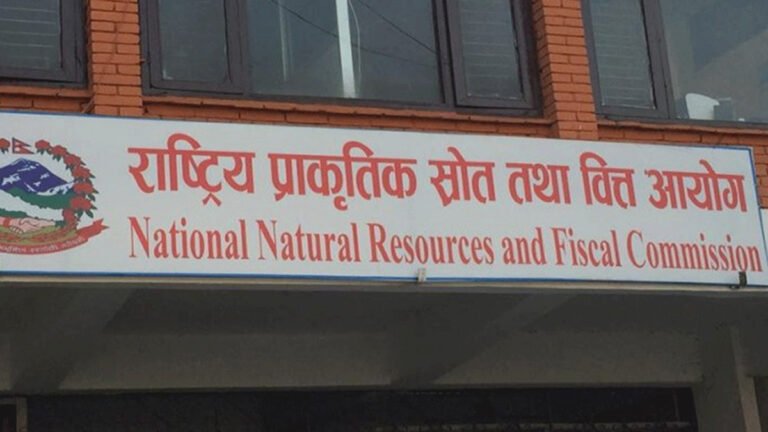 राष्ट्रिय प्राकृतिक स्रोत तथा वित्त आयोग
National Natural Resources and Fiscal Commission